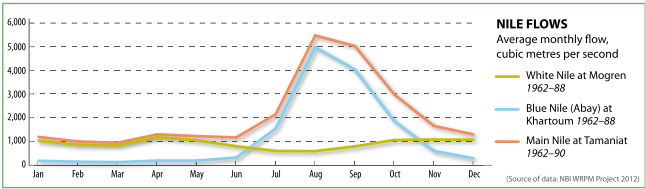 NILE FLOWS
Average monthly flow,
cubic metres per second
White Nile at Mogren
1962–88
Blue Nile (Abay) at
Khartoum 1962–88
Main Nile at Tamaniat
1962–90
6,000
5,000
4,000
3,000
2,000
1,000
0
Jan Feb Mar Apr May Jun Jul Aug Sep Oct Nov Dec
(Source of data: NBI WRPM Project 2012)